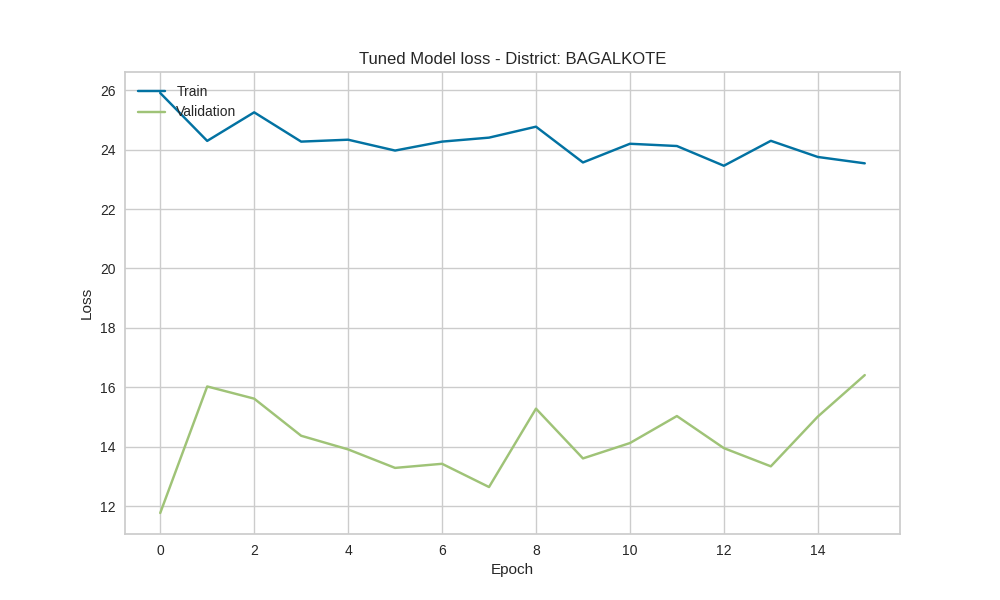 Tuned Model loss - District: BAGALKOTE
Train
Validation
26
24
22
20
18
16
14
12
Loss
0 2 4 6 8 10 12 14
Epoch